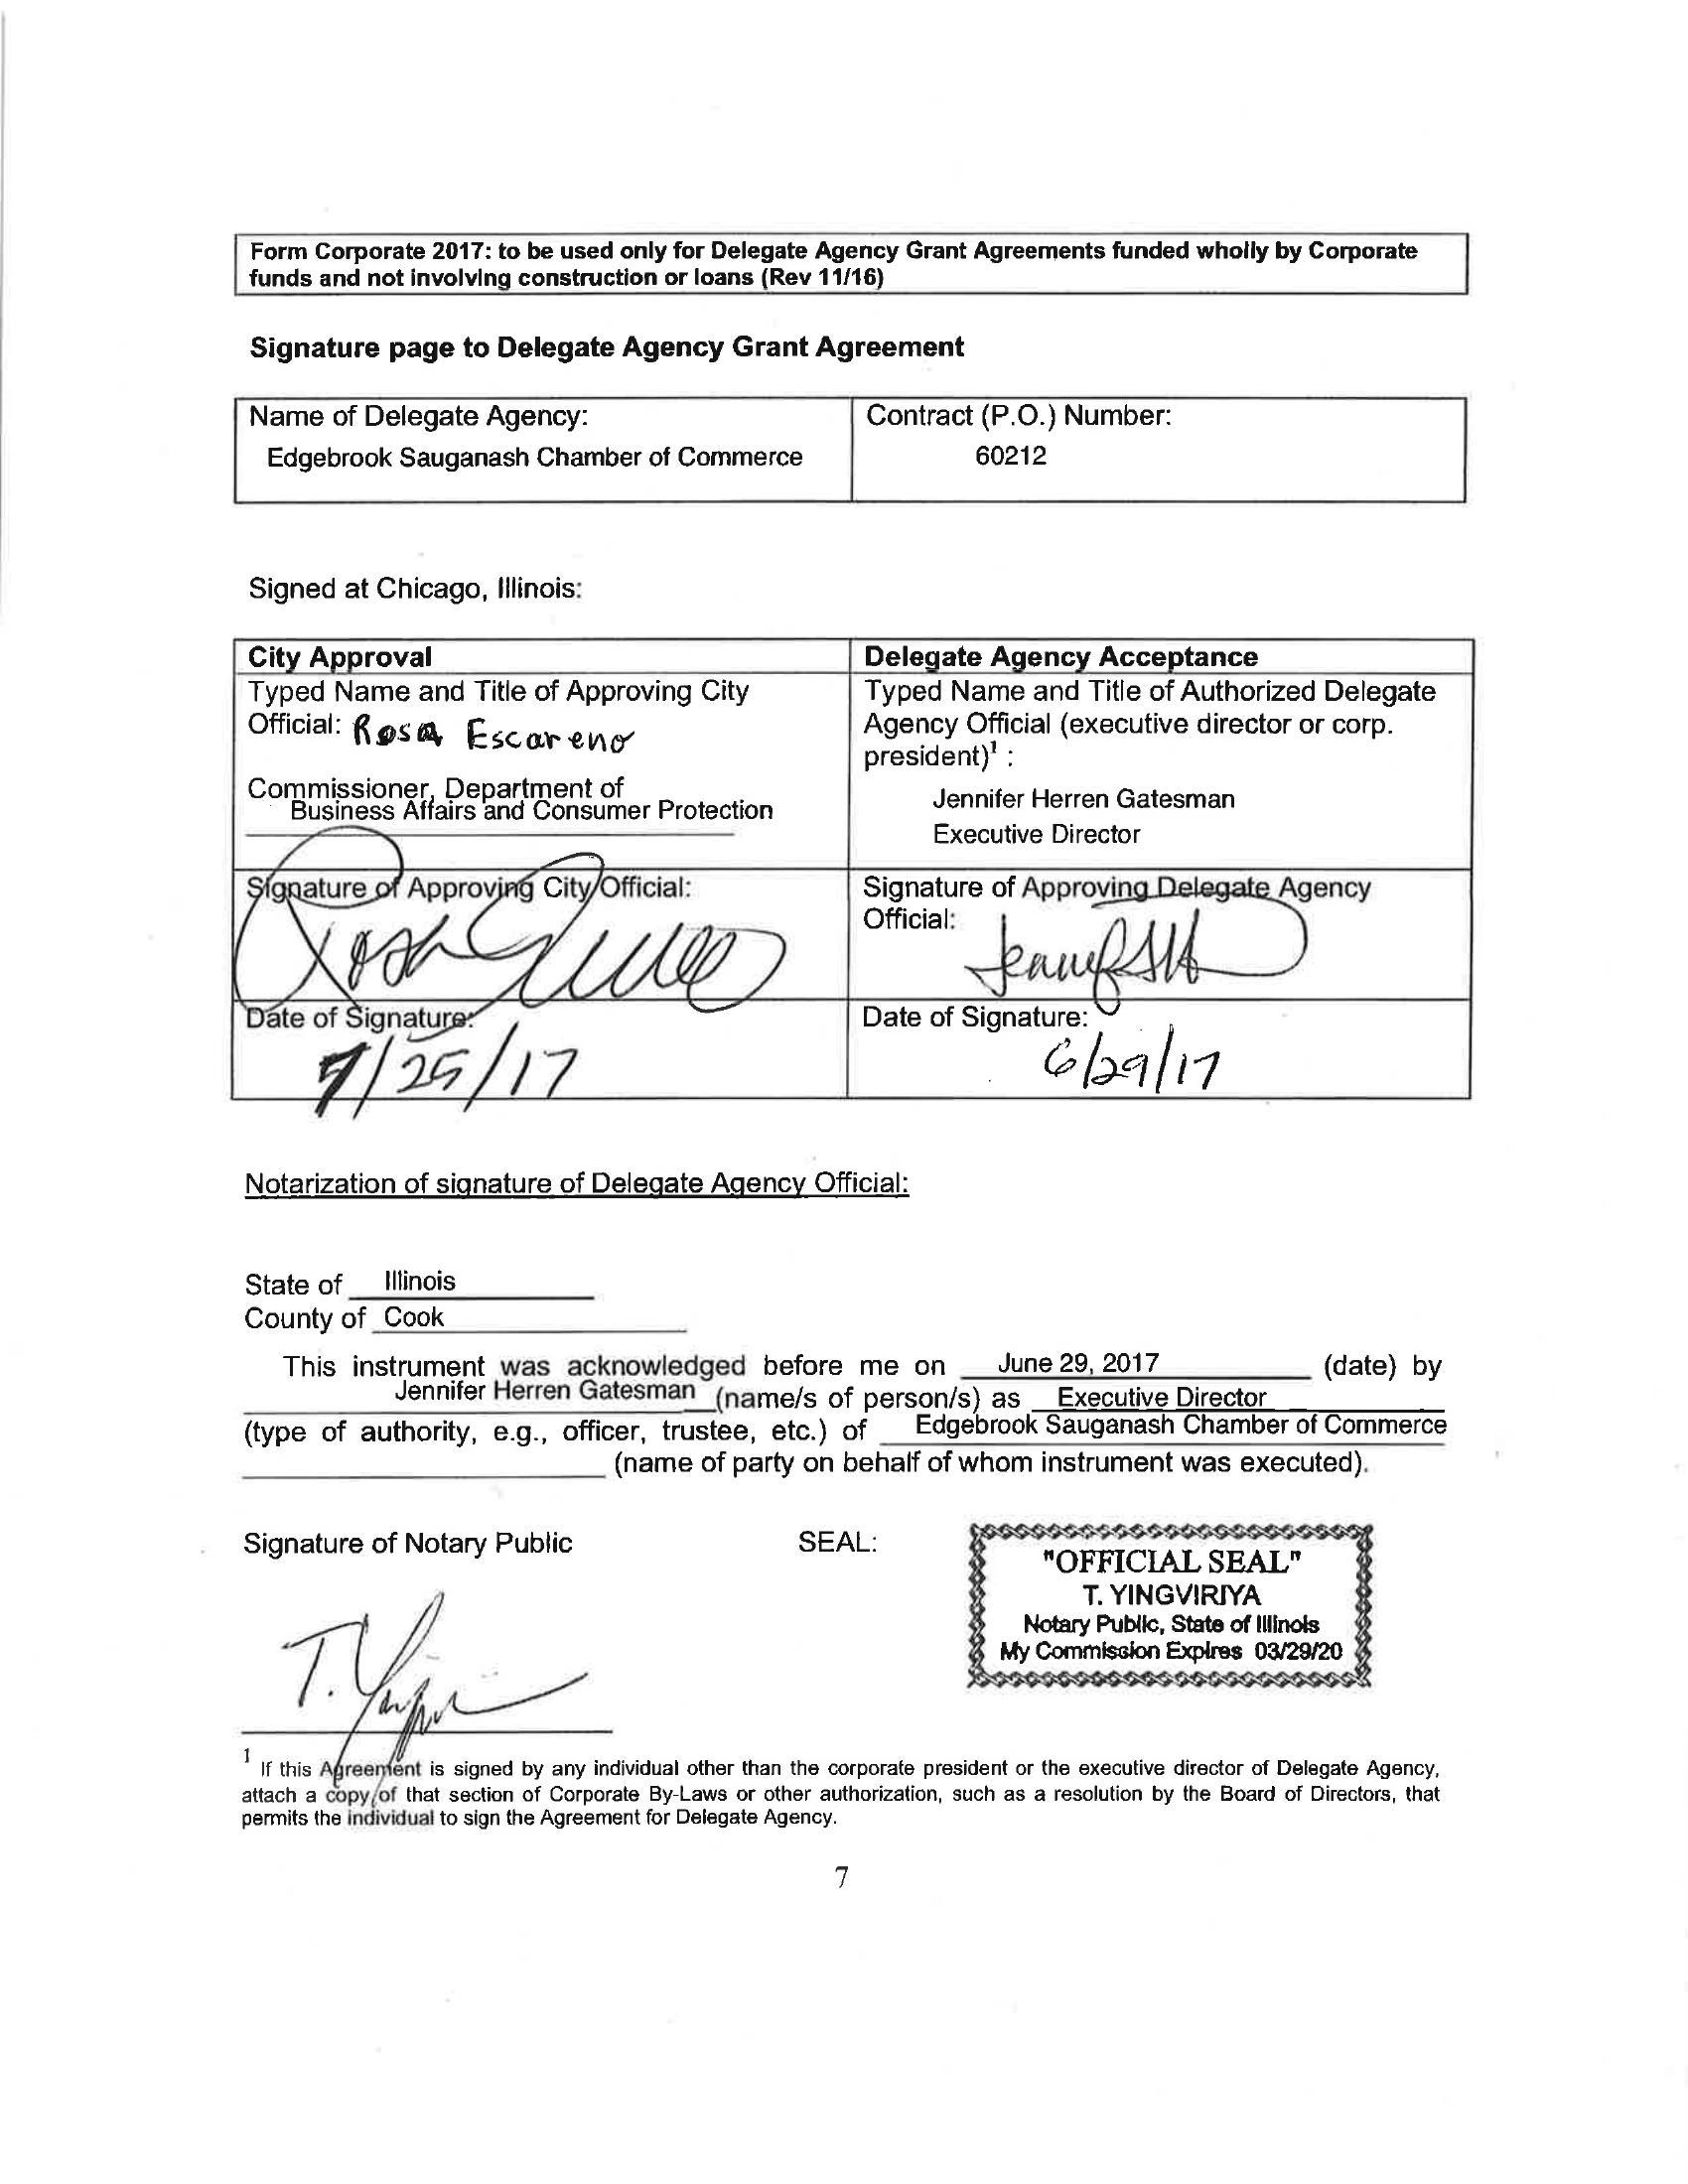 Form Corporate 2017: to be used only for Delegate Agency Grant Agreements funded wholly by Corporate
funds and not involving construction or loans (Rev 11/16)
Signature page to Delegate Agency Grant Agreement
Name of Delegate Agency:
Edgebrook Sauganash Chamber of Commerce
Contract (P.O.) Number:
60212
Signed at Chicago, Illinois:
City Approval
Typed Name and Title of Approving City
Official: Rosa Escareno
Commissioner, Department of
Business Affairs and Consumer Protection
Delegate Agency Acceptance
Typed Name and Title of Authorized Delegate
Agency Official (executive director or corp.
president)¹ :
Jennifer Herren Gatesman
Executive Director
Signature of Approving City Official:
Signature of Approving Delegate Agency
Official:
Date of Signature:
7/25/17
Date of Signature:
6/29/17
Notarization of signature of Delegate Agency Official:
State of Illinois
County of Cook
This instrument was acknowledged before me on June 29, 2017 (date) by
Jennifer Herren Gatesman (name/s of person/s) as Executive Director
(type of authority, e.g., officer, trustee, etc.) of Edgebrook Sauganash Chamber of Commerce
(name of party on behalf of whom instrument was executed).
Signature of Notary Public
SEAL:
"OFFICIAL SEAL"
T. YINGVIRIYA
Notary Public, State of Illinois
My Commission Expires 03/29/20
1 If this Agreement is signed by any individual other than the corporate president or the executive director of Delegate Agency,
attach a copy of that section of Corporate By-Laws or other authorization, such as a resolution by the Board of Directors, that
permits the individual to sign the Agreement for Delegate Agency.
7